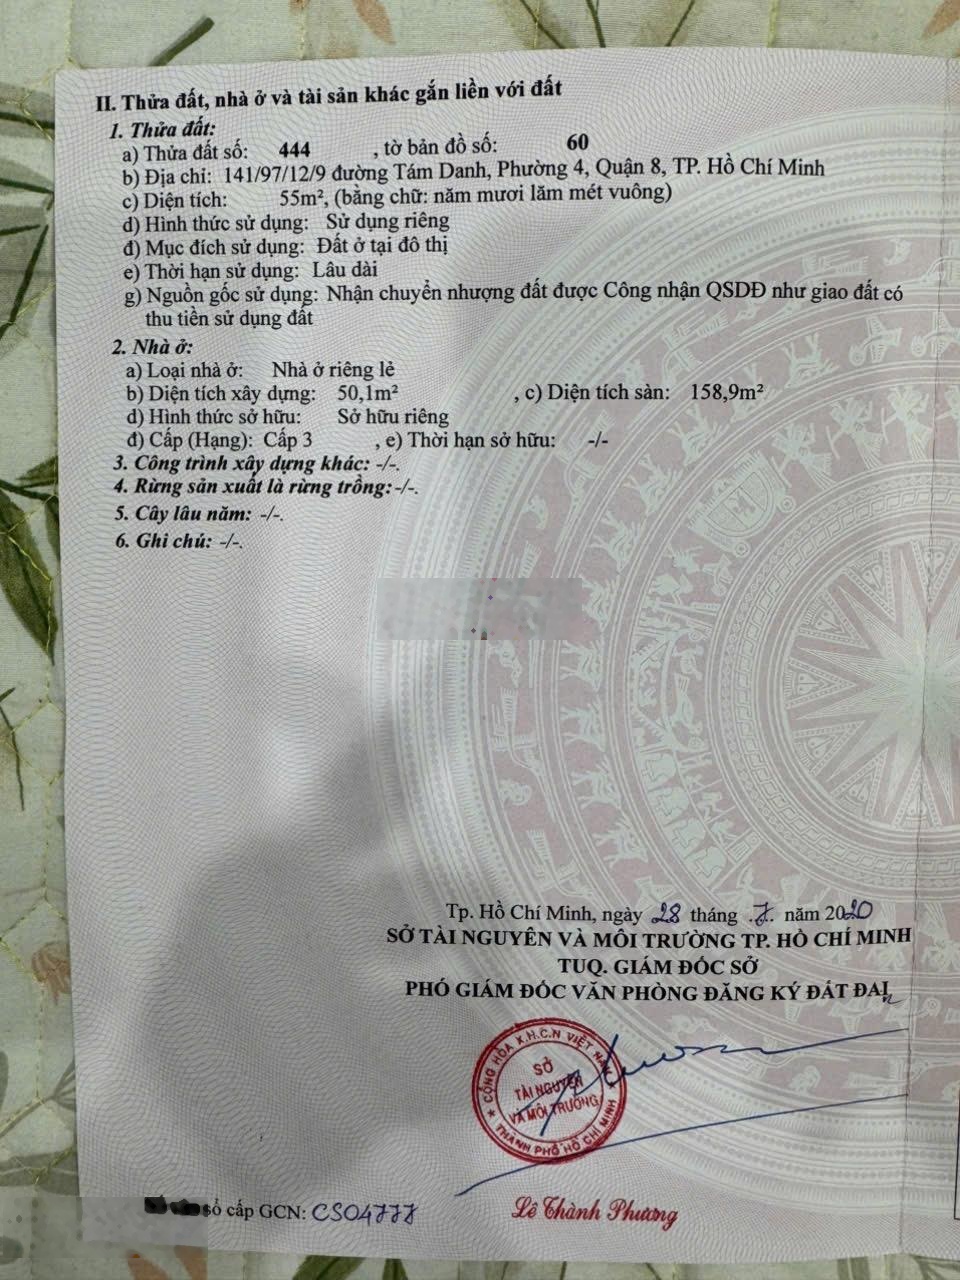 II. Thửa đất, nhà ở và tài sản khác gắn liền với đất
1. Thửa đất:
a) Thửa đất số: 444 , tờ bản đồ số: 60
b) Địa chỉ: 141/97/12/9 đường Tám Danh, Phường 4, Quận 8, TP. Hồ Chí Minh
c) Diện tích: 55m², (bằng chữ: năm mươi lăm mét vuông)
d) Hình thức sử dụng: Sử dụng riêng
đ) Mục đích sử dụng: Đất ở tại đô thị
e) Thời hạn sử dụng: Lâu dài
g) Nguồn gốc sử dụng: Nhận chuyển nhượng đất được Công nhận QSDĐ như giao đất có
thu tiền sử dụng đất
2. Nhà ở:
a) Loại nhà ở: Nhà ở riêng lẻ
b) Diện tích xây dựng: 50,1m² , c) Diện tích sàn: 158,9m²
d) Hình thức sở hữu: Sở hữu riêng
đ) Cấp (Hạng): Cấp 3 , e) Thời hạn sở hữu: -/-
3. Công trình xây dựng khác: -/-.
4. Rừng sản xuất là rừng trồng: -/-.
5. Cây lâu năm: -/-.
6. Ghi chú: -/-.
Tp. Hồ Chí Minh, ngày 28 tháng 7 năm 2020
SỞ TÀI NGUYÊN VÀ MÔI TRƯỜNG TP. HỒ CHÍ MINH
TUQ. GIÁM ĐỐC SỞ
PHÓ GIÁM ĐỐC VĂN PHÒNG ĐĂNG KÝ ĐẤT ĐAI
CỘNG HÒA X.H.C.N VIỆT NAM
SỞ
TÀI NGUYÊN
VÀ MÔI TRƯỜNG
THÀNH PHỐ HỒ CHÍ MINH
Lê Thành Phương
số cấp GCN: CS04777